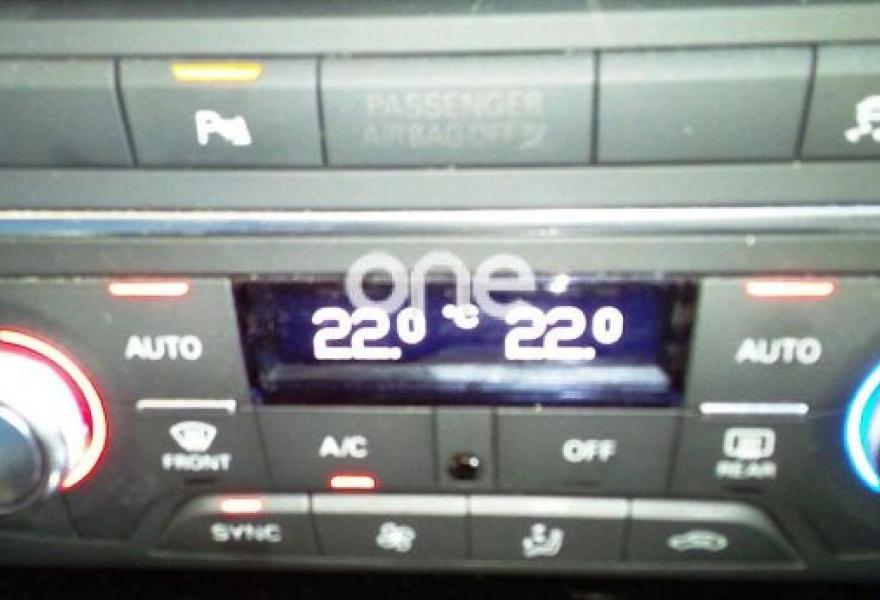 PASSENGER
AIRBAG OFF
one
AUTO 22.0 °C 22.0 AUTO
FRONT A/C OFF REAR
SYNC